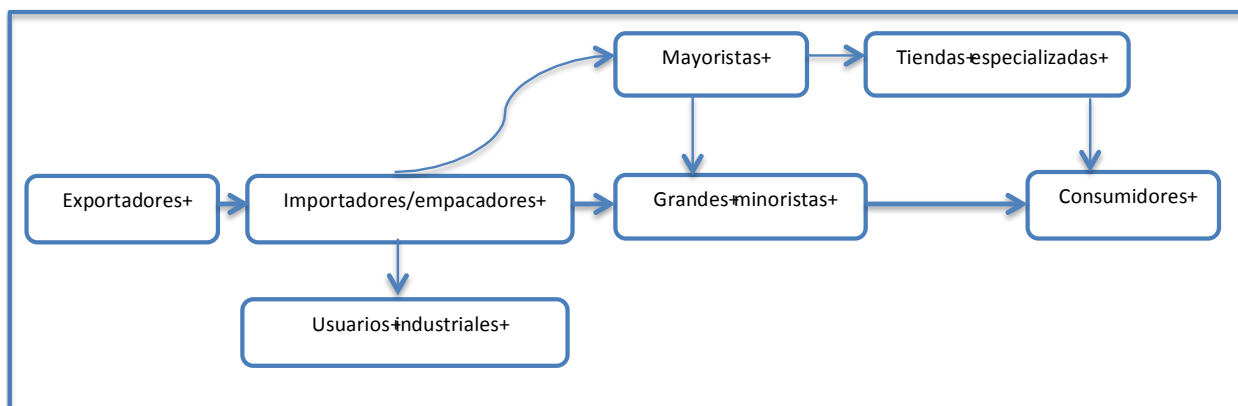 Mayoristas+
Tiendas+especializadas+
Exportadores+
Importadores/empacadores+
Grandes+minoristas+
Consumidores+
Usuarios+industriales+